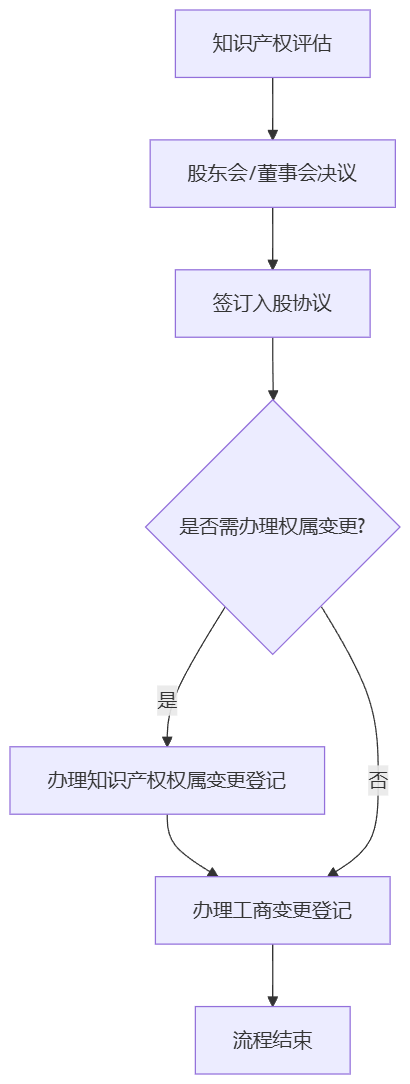 知识产权评估
股东会/董事会决议
签订入股协议
是否需办理权属变更?
是
否
办理知识产权权属变更登记
办理工商变更登记
流程结束